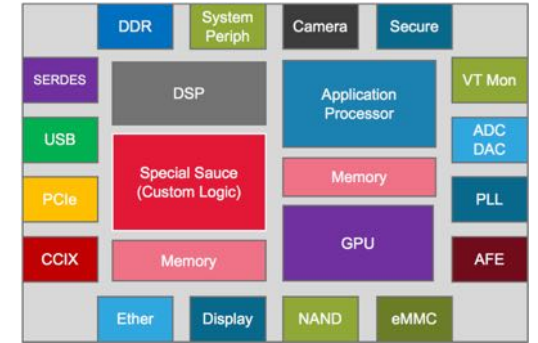 DDR
System
Periph
Camera
Secure
SERDES
DSP
Application
Processor
VT Mon
USB
ADC
DAC
Special Sauce
(Custom Logic)
Memory
PCIe
PLL
CCIX
Memory
GPU
AFE
Ether
Display
NAND
eMMC